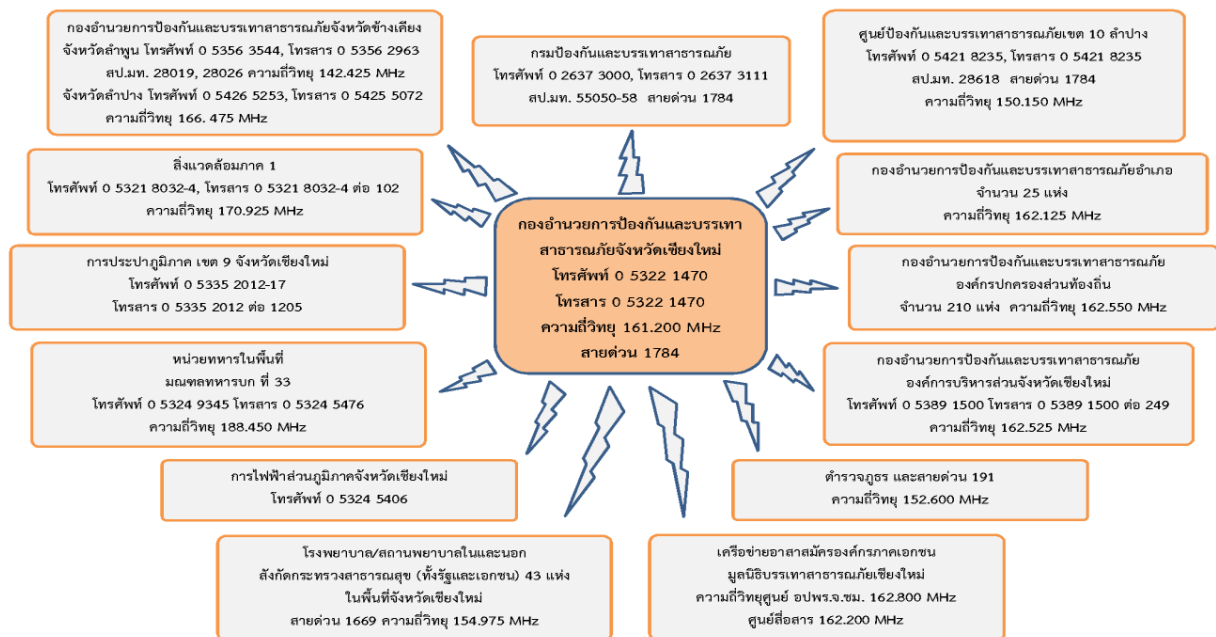 กองอำนวยการป้องกันและบรรเทาสาธารณภัยจังหวัดข้างเคียง
จังหวัดลำพูน โทรศัพท์ 0 5356 3544, โทรสาร 0 5356 2963
สป.มท. 28019, 28026 ความถี่วิทยุ 142.425 MHz
จังหวัดลำปาง โทรศัพท์ 0 5426 5253, โทรสาร 0 5425 5072
ความถี่วิทยุ 166. 475 MHz
กรมป้องกันและบรรเทาสาธารณภัย
โทรศัพท์ 0 2637 3000, โทรสาร 0 2637 3111
สป.มท. 55050-58 สายด่วน 1784
ศูนย์ป้องกันและบรรเทาสาธารณภัยเขต 10 ลำปาง
โทรศัพท์ 0 5421 8235, โทรสาร 0 5421 8235
สป.มท. 28618 สายด่วน 1784
ความถี่วิทยุ 150.150 MHz
สิ่งแวดล้อมภาค 1
โทรศัพท์ 0 5321 8032-4, โทรสาร 0 5321 8032-4 ต่อ 102
ความถี่วิทยุ 170.925 MHz
กองอำนวยการป้องกันและบรรเทาสาธารณภัยอำเภอ
จำนวน 25 แห่ง
ความถี่วิทยุ 162.125 MHz
กองอำนวยการป้องกันและบรรเทา
สาธารณภัยจังหวัดเชียงใหม่
โทรศัพท์ 0 5322 1470
โทรสาร 0 5322 1470
ความถี่วิทยุ 161.200 MHz
สายด่วน 1784
การประปาภูมิภาค เขต 9 จังหวัดเชียงใหม่
โทรศัพท์ 0 5335 2012-17
โทรสาร 0 5335 2012 ต่อ 1205
กองอำนวยการป้องกันและบรรเทาสาธารณภัย
องค์กรปกครองส่วนท้องถิ่น
จำนวน 210 แห่ง ความถี่วิทยุ 162.550 MHz
หน่วยทหารในพื้นที่
มณฑลทหารบก ที่ 33
โทรศัพท์ 0 5324 9345 โทรสาร 0 5324 5476
ความถี่วิทยุ 188.450 MHz
กองอำนวยการป้องกันและบรรเทาสาธารณภัย
องค์การบริหารส่วนจังหวัดเชียงใหม่
โทรศัพท์ 0 5389 1500 โทรสาร 0 5389 1500 ต่อ 249
ความถี่วิทยุ 162.525 MHz
การไฟฟ้าส่วนภูมิภาคจังหวัดเชียงใหม่
โทรศัพท์ 0 5324 5406
ตำรวจภูธร และสายด่วน 191
ความถี่วิทยุ 152.600 MHz
โรงพยาบาล/สถานพยาบาลในและนอก
สังกัดกระทรวงสาธารณสุข (ทั้งรัฐและเอกชน) 43 แห่ง
ในพื้นที่จังหวัดเชียงใหม่
สายด่วน 1669 ความถี่วิทยุ 154.975 MHz
เครือข่ายอาสาสมัครองค์กรภาคเอกชน
มูลนิธิบรรเทาสาธารณภัยเชียงใหม่
ความถี่วิทยุศูนย์ อปพร.จ.ชม. 162.800 MHz
ศูนย์สื่อสาร 162.200 MHz